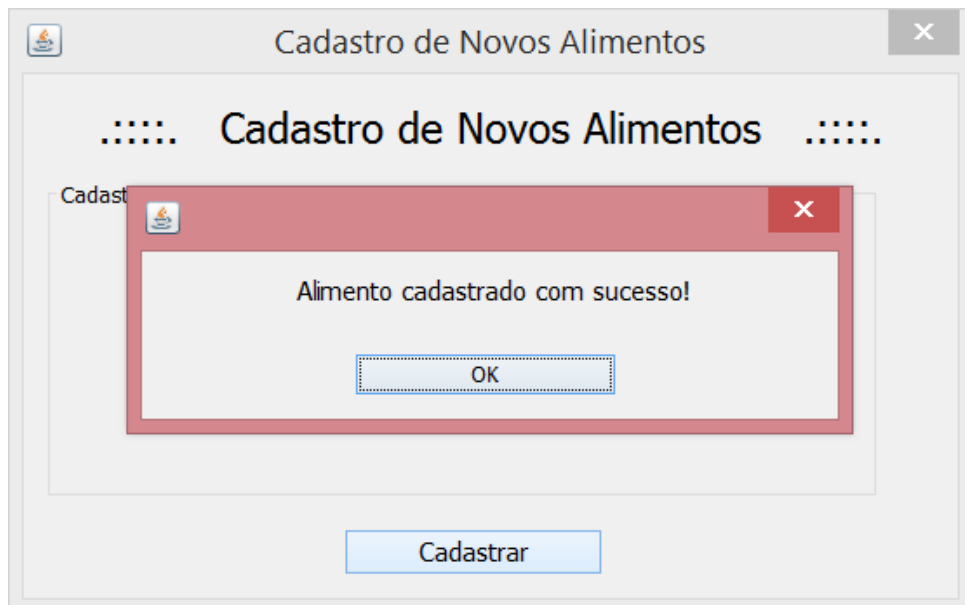 Cadastro de Novos Alimentos
.::::. Cadastro de Novos Alimentos .::::.
Cadast
Alimento cadastrado com sucesso!
OK
Cadastrar